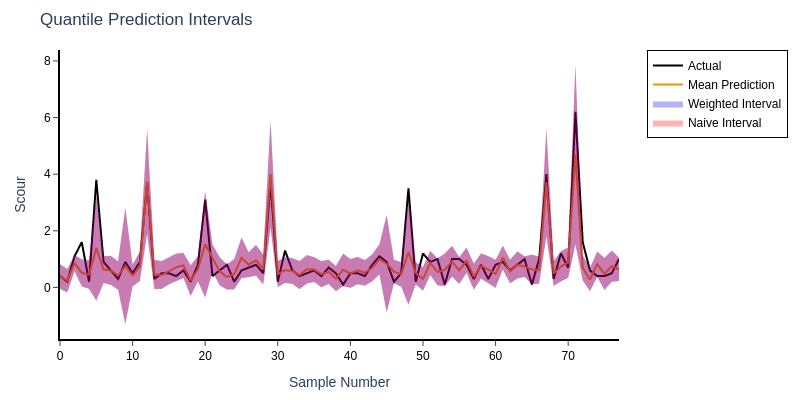 Quantile Prediction Intervals
Scour
8
6
4
2
0
0 10 20 30 40 50 60 70
Sample Number
Actual
Mean Prediction
Weighted Interval
Naive Interval